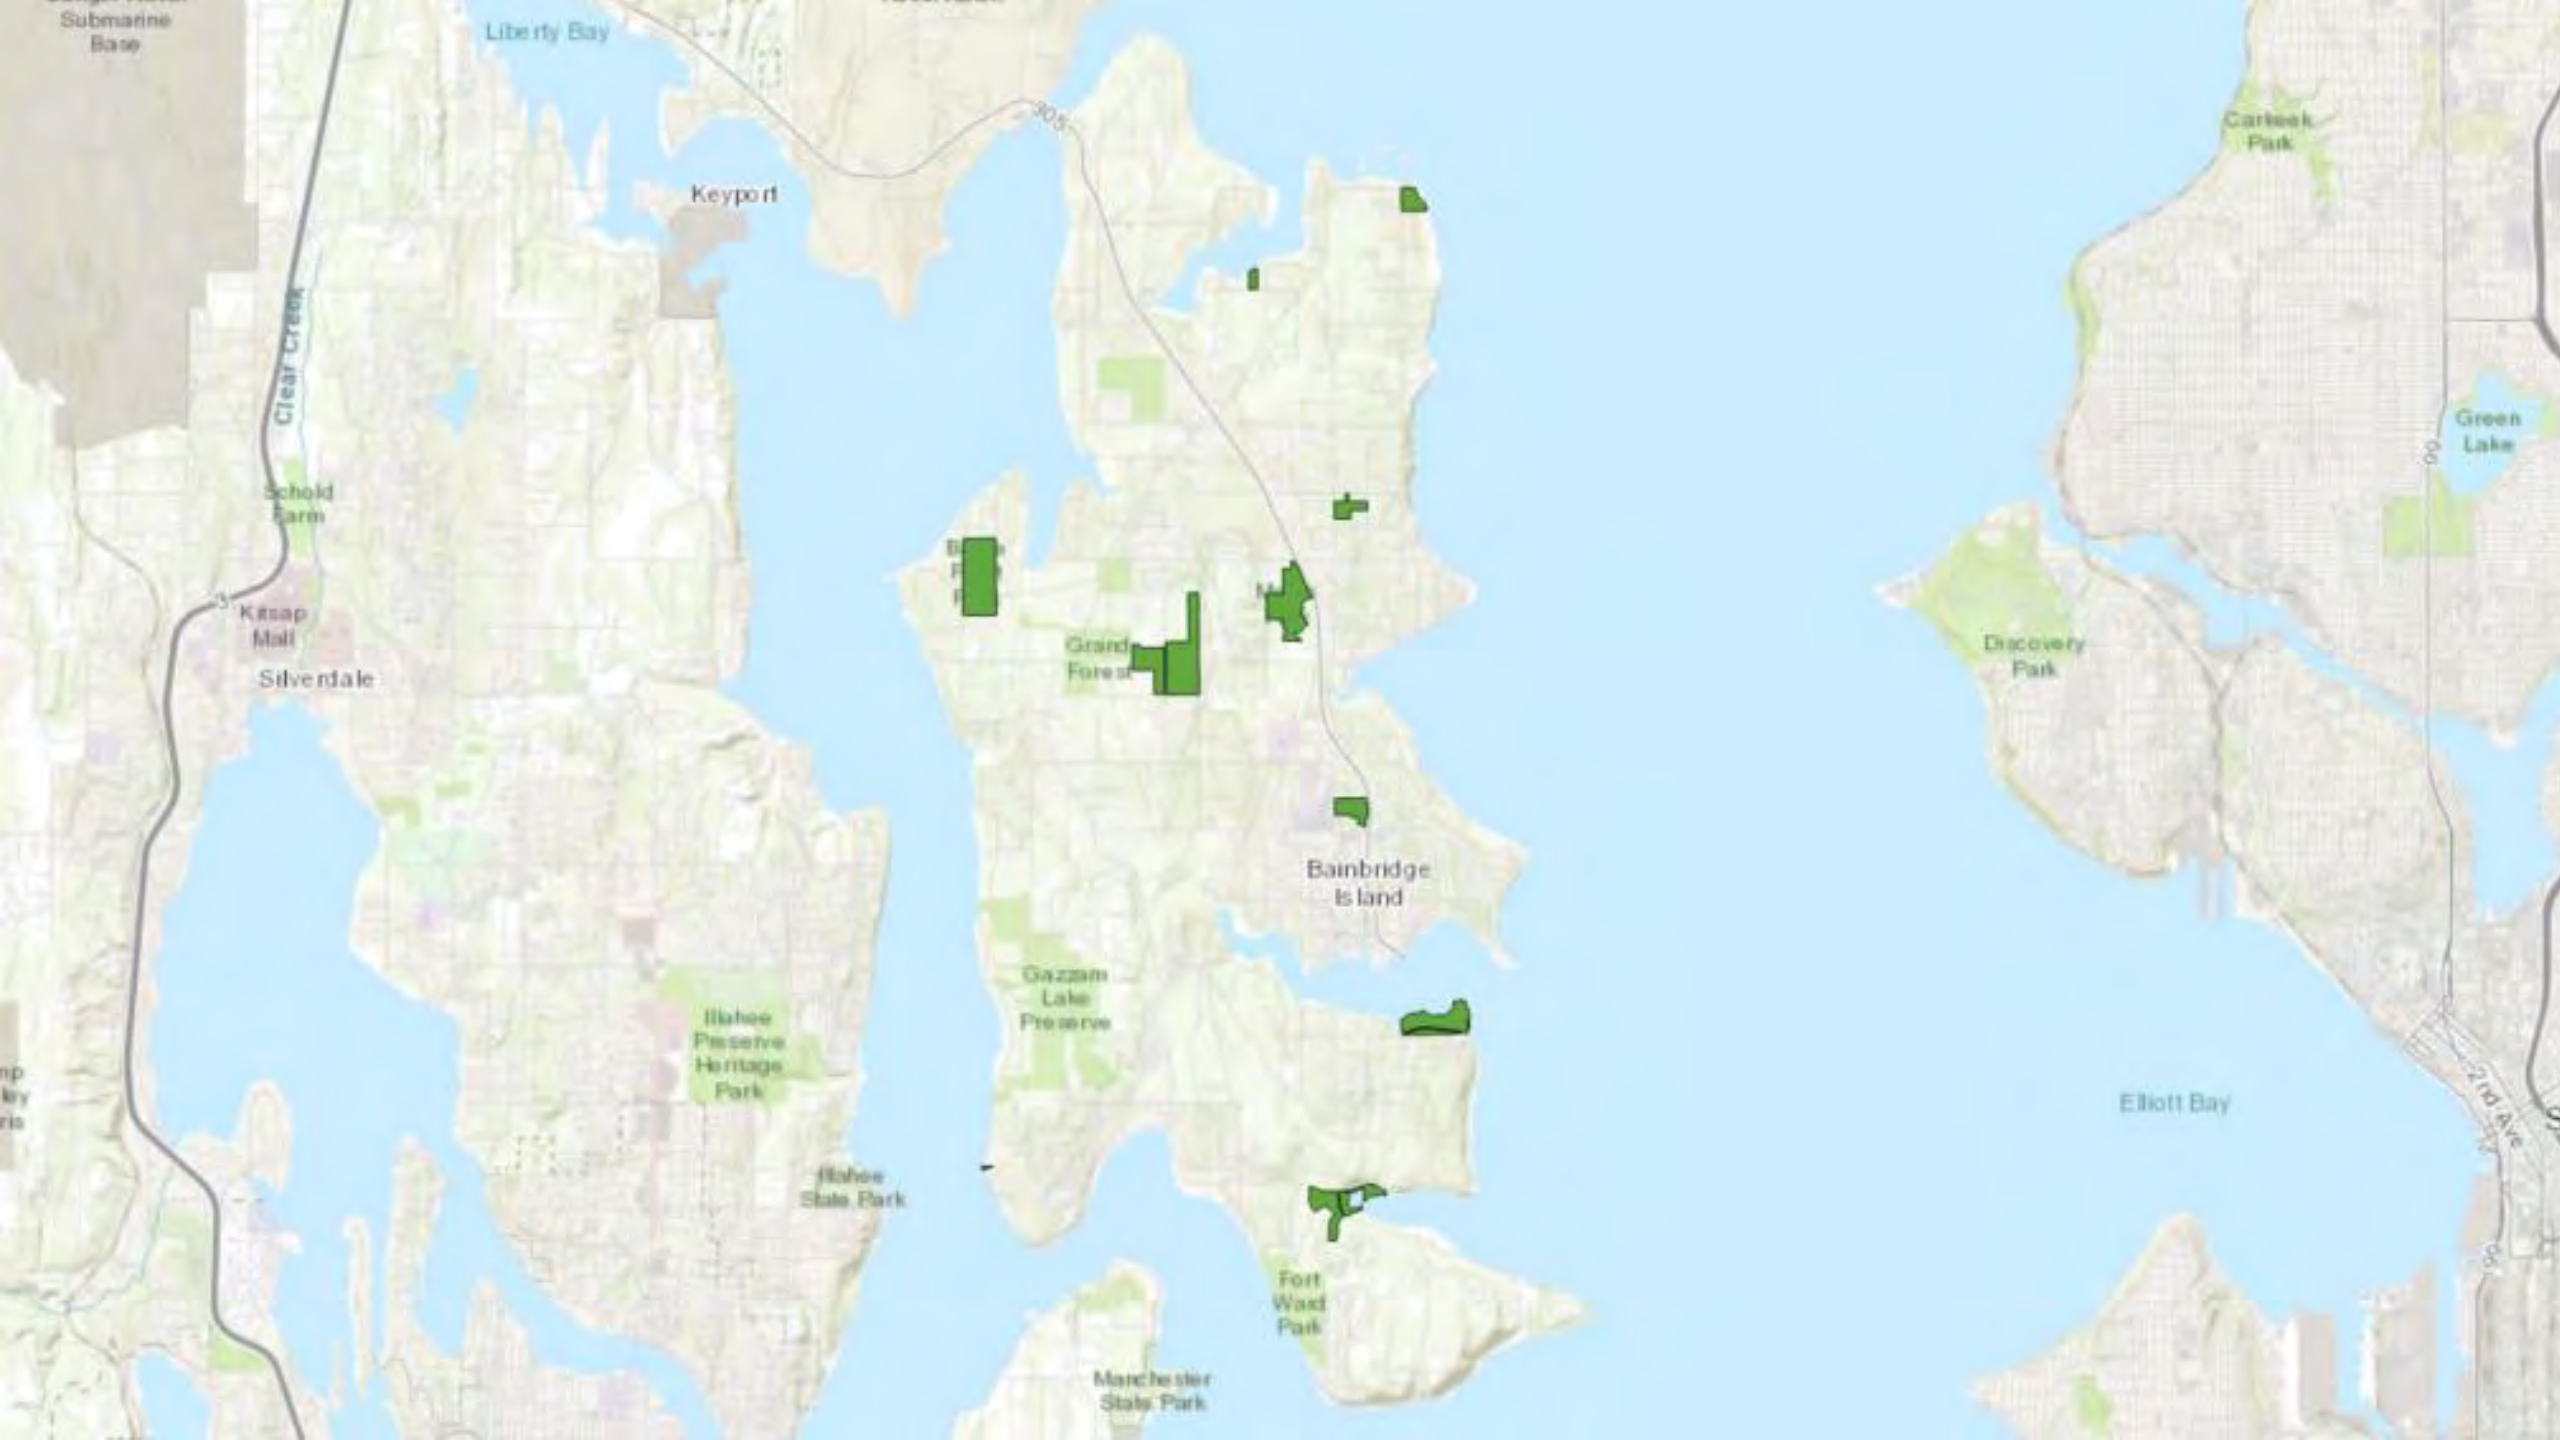 Submarine
Base
Liberty Bay
305
Keyport
Carkeek
Park
Clear Creek
Green
Lake
99
Schold
Farm
3
Kitsap
Mall
Silverdale
Grand
Forest
Discovery
Park
Bainbridge
Island
Gazzam
Lake
Preserve
Illahee
Preserve
Heritage
Park
Elliott Bay
2nd Ave
Illahee
State Park
99
Fort
Ward
Park
Manchester
State Park